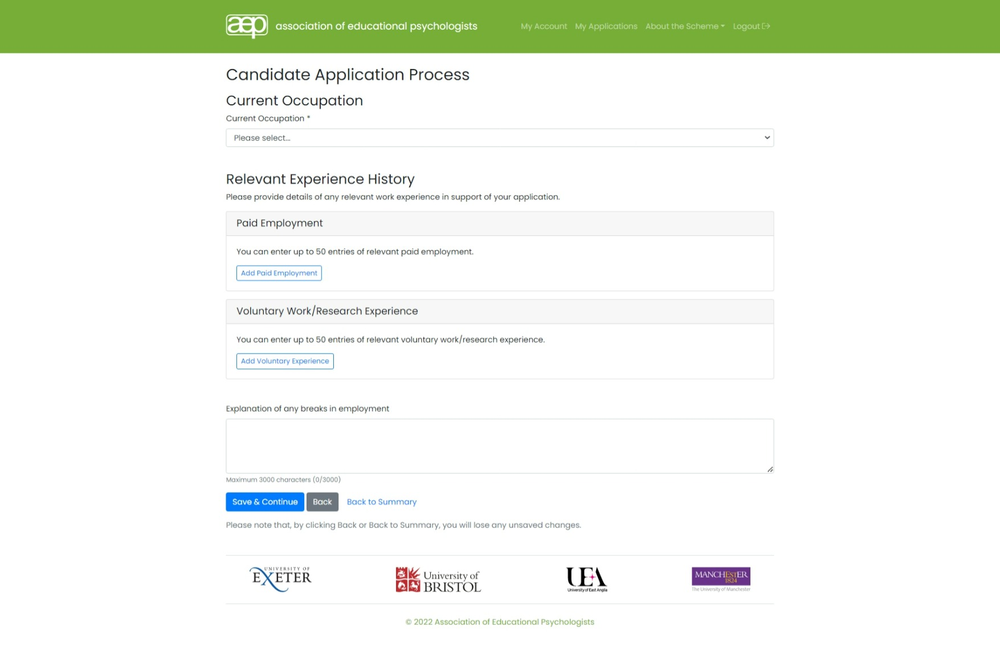 aep association of educational psychologists My Account My Applications About the Scheme Logout
Candidate Application Process
Current Occupation
Current Occupation *
Please select...
Relevant Experience History
Please provide details of any relevant work experience in support of your application.
Paid Employment
You can enter up to 50 entries of relevant paid employment.
Add Paid Employment
Voluntary Work/Research Experience
You can enter up to 50 entries of relevant voluntary work/research experience.
Add Voluntary Experience
Explanation of any breaks in employment
Maximum 3000 characters (0/3000)
Save & Continue Back Back to Summary
Please note that, by clicking Back or Back to Summary, you will lose any unsaved changes.
UNIVERSITY OF
EXETER
University of
BRISTOL
UEA
University of East Anglia
MANCHESTER
1824
The University of Manchester
© 2022 Association of Educational Psychologists